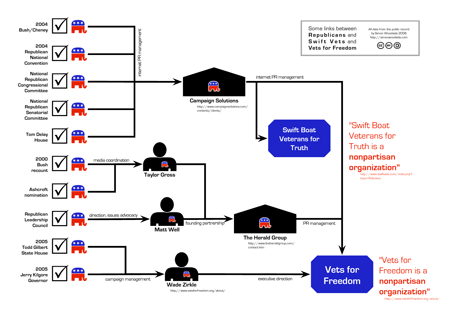 Some links between
Republicans and
Swift Vets and
Vets for Freedom
2004
Bush/Cheney
2004
Republican
National
Convention
National
Republican
Congressional
Committee
National
Republican
Senatorial
Committee
Tom Delay
House
2000
Bush
recount
Ashcroft
nomination
Republican
Leadership
Council
2005
Todd Gilbert
State House
2005
Jerry Kilgore
Governor
internet PR management
internet PR management
Campaign Solutions
Swift Boat
Veterans for
Truth
"Swift Boat
Veterans for
Truth is a
nonpartisan
organization"
media coordination
Taylor Gross
direction, issues advocacy
Matt Well
founding partnership
The Herald Group
PR management
campaign management
Wade Zirkle
executive direction
Vets for
Freedom
"Vets for
Freedom is a
nonpartisan
organization"